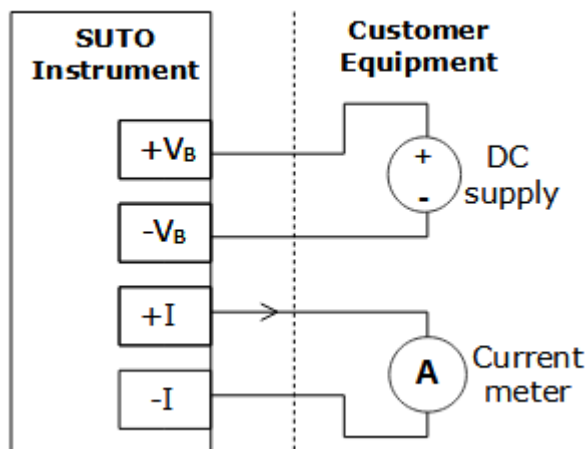 SUTO
Instrument
Customer
Equipment
+VB
-VB
+I
-I
+
-
DC
supply
A
Current
meter